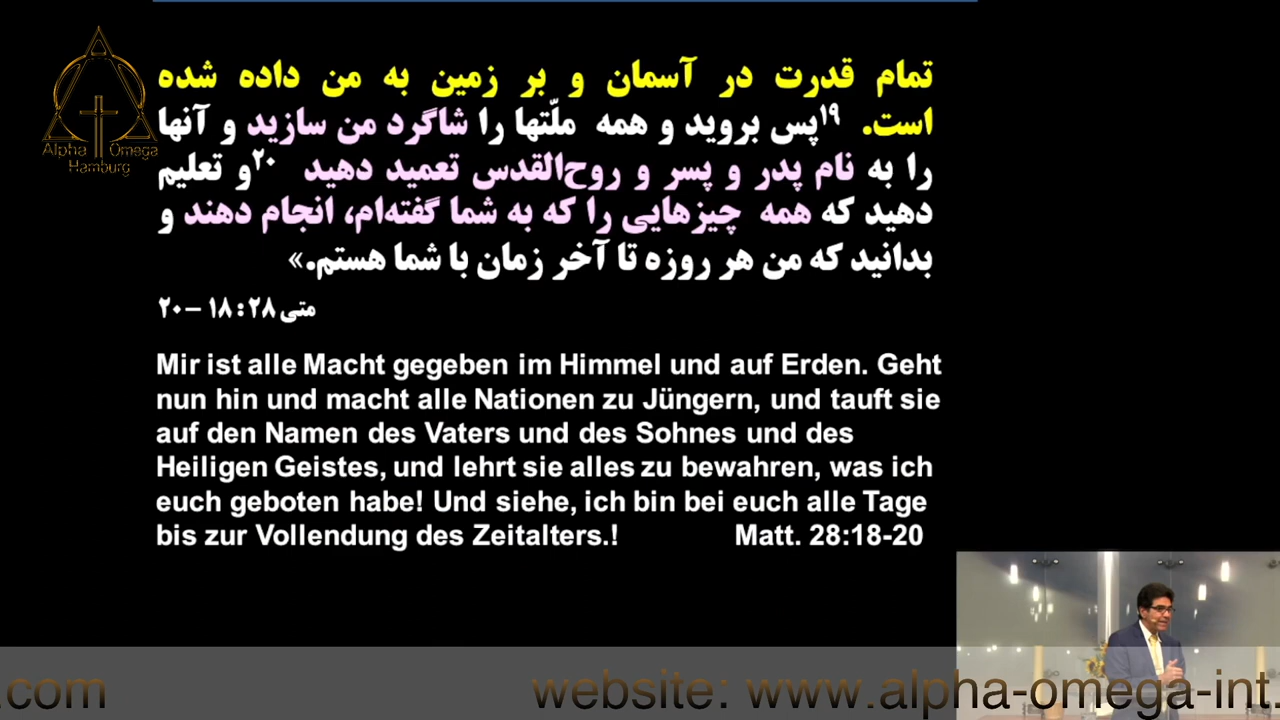 Alpha Omega
Hamburg
تمام قدرت در آسمان و بر زمین به من داده شده
است. ۱۹پس بروید و همه ملّتها را شاگرد من سازید و آنها
را به نام پدر و پسر و روح‌القدس تعمید دهید ۲۰و تعلیم
دهید که همه چیزهایی را که به شما گفته‌ام، انجام دهند و
بدانید که من هر روزه تا آخر زمان با شما هستم.»
متی ۲۸:‏۱۸ – ۲۰
Mir ist alle Macht gegeben im Himmel und auf Erden. Geht
nun hin und macht alle Nationen zu Jüngern, und tauft sie
auf den Namen des Vaters und des Sohnes und des
Heiligen Geistes, und lehrt sie alles zu bewahren, was ich
euch geboten habe! Und siehe, ich bin bei euch alle Tage
bis zur Vollendung des Zeitalters.! Matt. 28:18-20
.com website: www.alpha-omega-int.